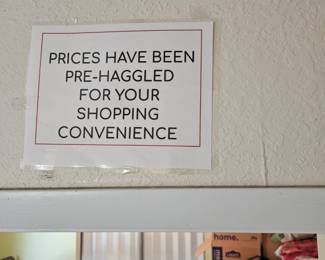 PRICES HAVE BEEN
PRE-HAGGLED
FOR YOUR
SHOPPING
CONVENIENCE
home.